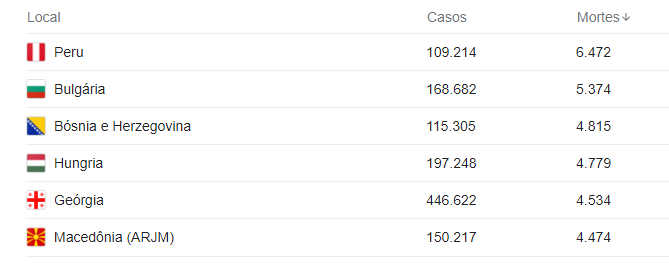 Local Casos Mortes↓
Peru 109.214 6.472
Bulgária 168.682 5.374
Bósnia e Herzegovina 115.305 4.815
Hungria 197.248 4.779
Geórgia 446.622 4.534
Macedônia (ARJM) 150.217 4.474